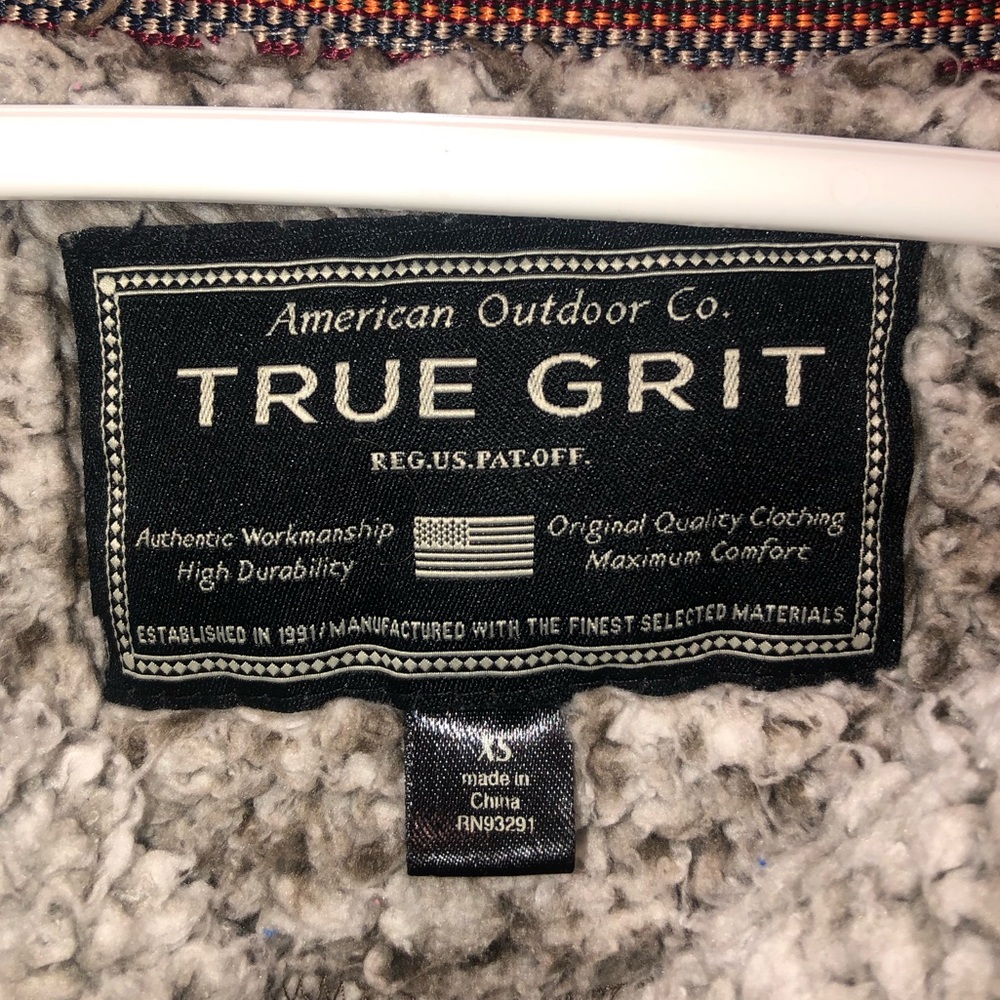 American Outdoor Co.
TRUE GRIT
REG.US.PAT.OFF.
Authentic Workmanship
High Durability
Original Quality Clothing
Maximum Comfort
ESTABLISHED IN 1991/MANUFACTURED WITH THE FINEST SELECTED MATERIALS
XS
made in
China
RN93291